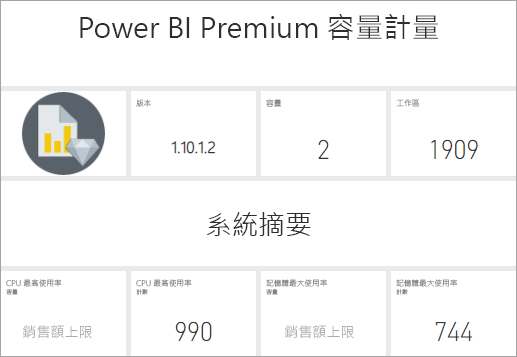 Power BI Premium 容量計量
版本
1.10.1.2
容量
2
工作區
1909
系統摘要
CPU 最高使用率
容量
銷售額上限
CPU 最高使用率
計數
990
記憶體最大使用率
容量
銷售額上限
記憶體最大使用率
計數
744